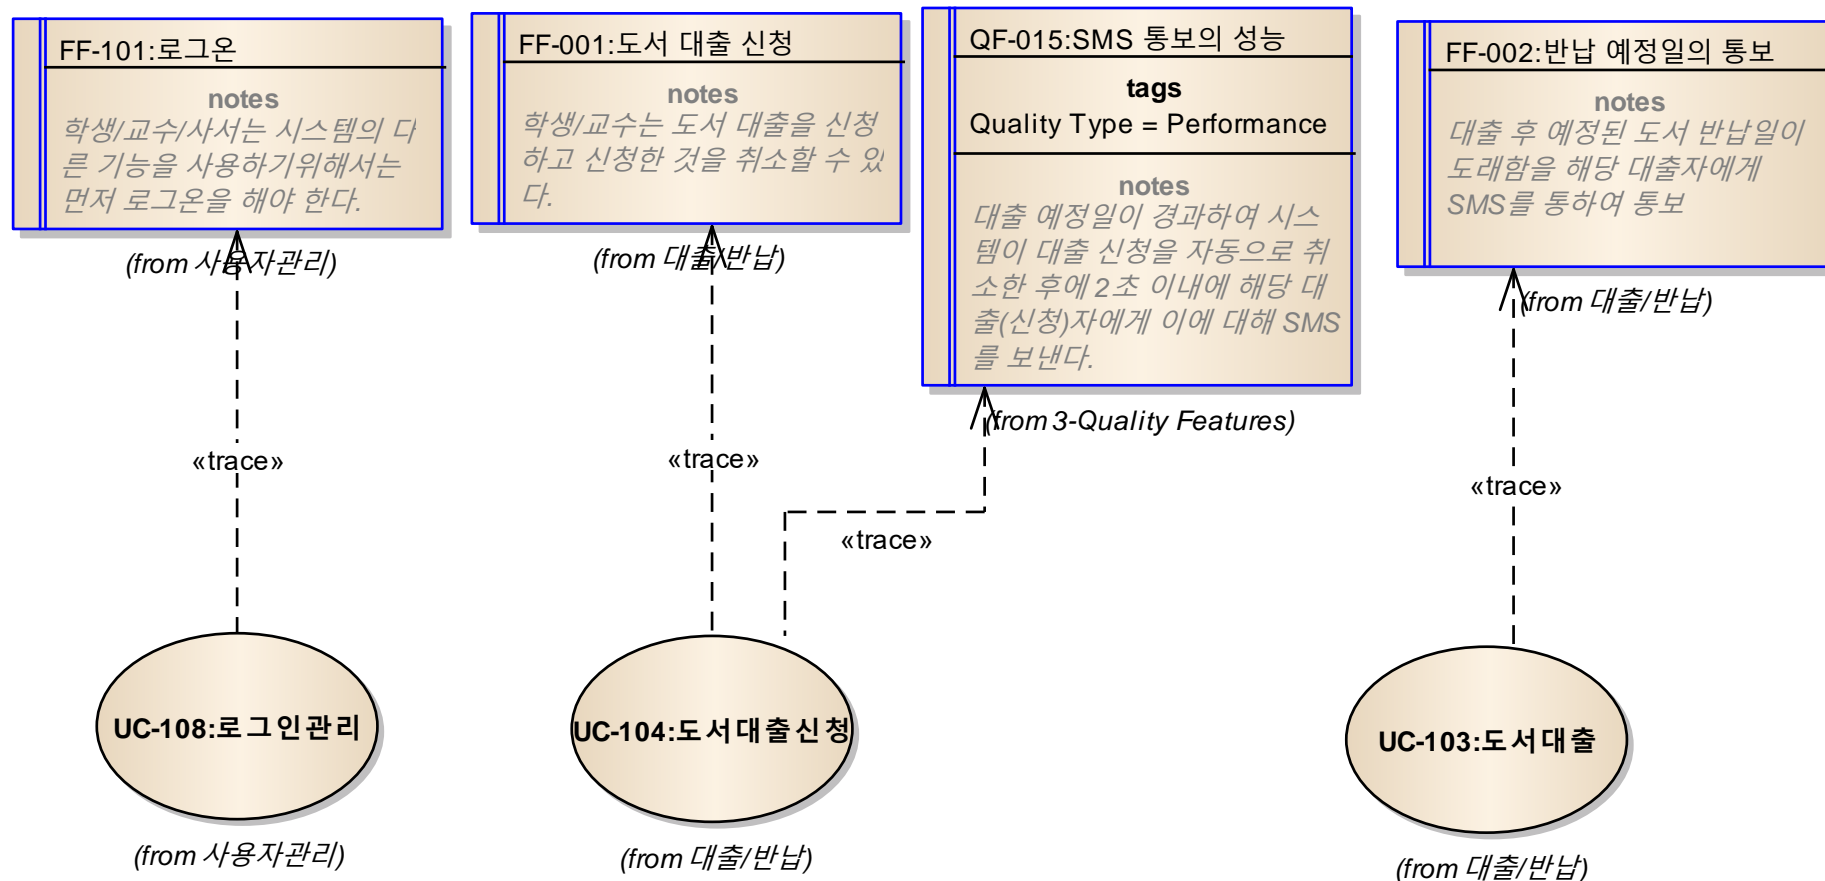 FF-101:로그온
notes
학생/교수/사서는 시스템의 다
른 기능을 사용하기위해서는
먼저 로그온을 해야 한다.
(from 사용자관리)
FF-001:도서 대출 신청
notes
학생/교수는 도서 대출을 신청
하고 신청한 것을 취소할 수 있
다.
(from 대출/반납)
QF-015:SMS 통보의 성능
tags
Quality Type = Performance
notes
대출 예정일이 경과하여 시스
템이 대출 신청을 자동으로 취
소한 후에 2초 이내에 해당 대
출(신청)자에게 이에 대해 SMS
를 보낸다.
(from 3-Quality Features)
FF-002:반납 예정일의 통보
notes
대출 후 예정된 도서 반납일이
도래함을 해당 대출자에게
SMS를 통하여 통보
(from 대출/반납)
«trace»
«trace»
«trace»
«trace»
UC-108:로그인관리
(from 사용자관리)
UC-104:도서대출신청
(from 대출/반납)
UC-103:도서대출
(from 대출/반납)